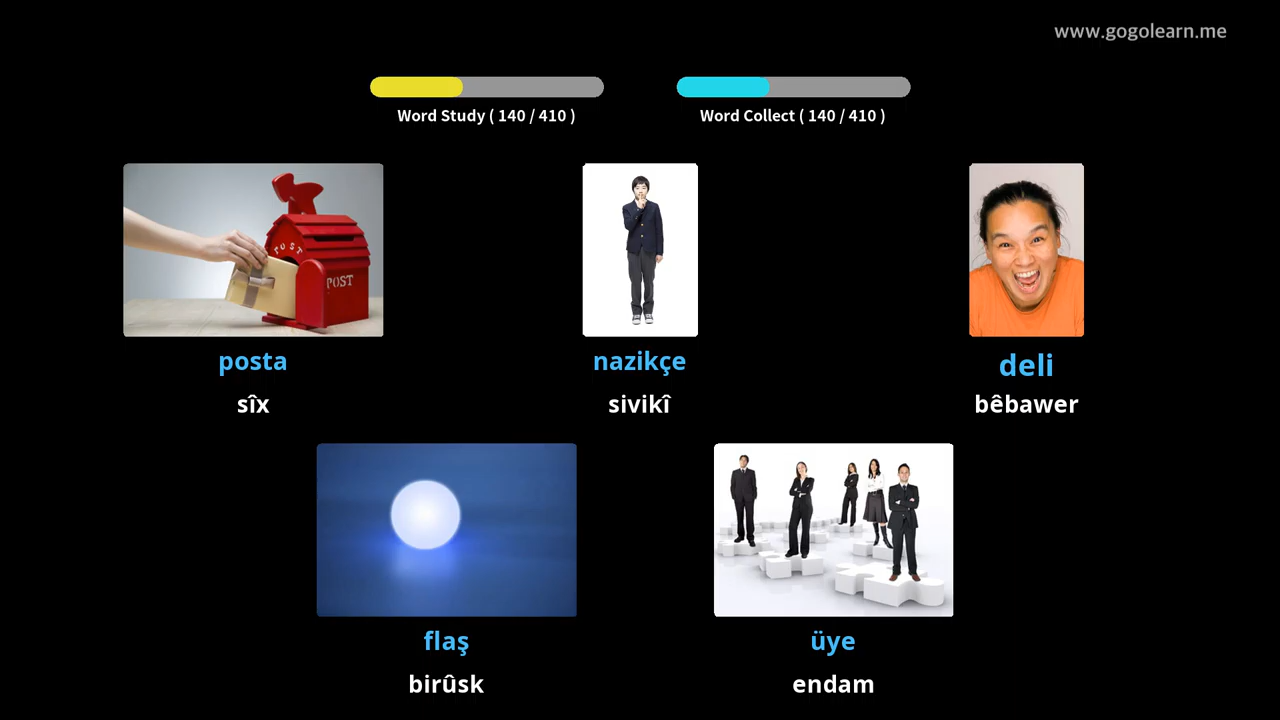 www.gogolearn.me
Word Study ( 140 / 410 )
Word Collect ( 140 / 410 )
POST
POST
posta
nazikçe
deli
sîx
sivikî
bêbawer
flaş
üye
birûsk
endam